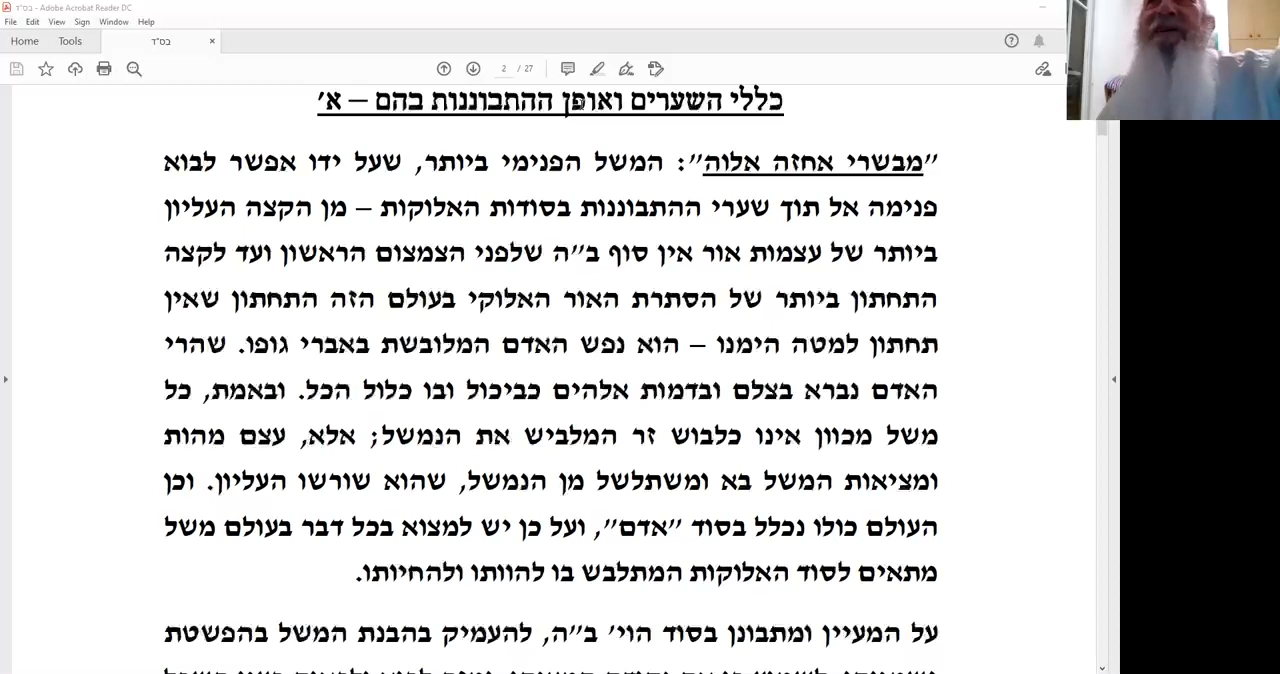 בס"ד - Adobe Acrobat Reader DC
File Edit View Sign Window Help
Home Tools בס"ד ×
2 / 27
כללי השערים ואופן ההתבוננות בהם – א'
"מבשרי אחזה אלוה": המשל הפנימי ביותר, שעל ידו אפשר לבוא
פנימה אל תוך שערי ההתבוננות בסודות האלוקות – מן הקצה העליון
ביותר של עצמות אור אין סוף ב"ה שלפני הצמצום הראשון ועד לקצה
התחתון ביותר של הסתרת האור האלוקי בעולם הזה התחתון שאין
תחתון למטה הימנו – הוא נפש האדם המלובשת באברי גופו. שהרי
האדם נברא בצלם ובדמות אלהים כביכול ובו כלול הכל. ובאמת, כל
משל מכוון אינו כלבוש זר המלביש את הנמשל; אלא, עצם מהות
ומציאות המשל בא ומשתלשל מן הנמשל, שהוא שורשו העליון. וכן
העולם כולו נכלל בסוד "אדם", ועל כן יש למצוא בכל דבר בעולם משל
מתאים לסוד האלוקות המתלבש בו להוותו ולהחיותו.
על המעיין ומתבונן בסוד הוי' ב"ה, להעמיק בהבנת המשל בהפשטת